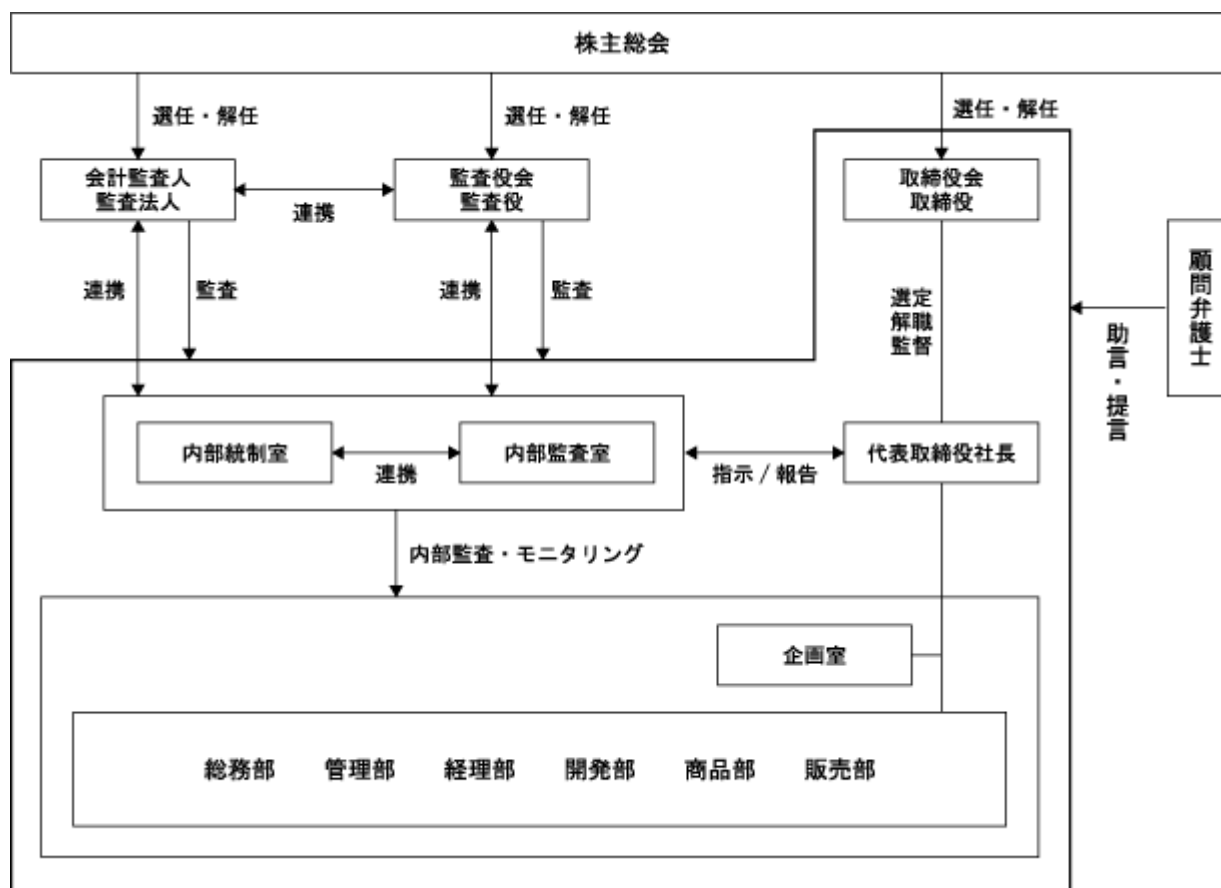 株主総会
選任・解任
選任・解任
選任・解任
会計監査人
監査法人
連携
監査役会
監査役
取締役会
取締役
顧問弁護士
連携
監査
連携
監査
選定
解職
監督
助言・提言
内部統制室
連携
内部監査室
指示 / 報告
代表取締役社長
内部監査・モニタリング
企画室
総務部 管理部 経理部 開発部 商品部 販売部